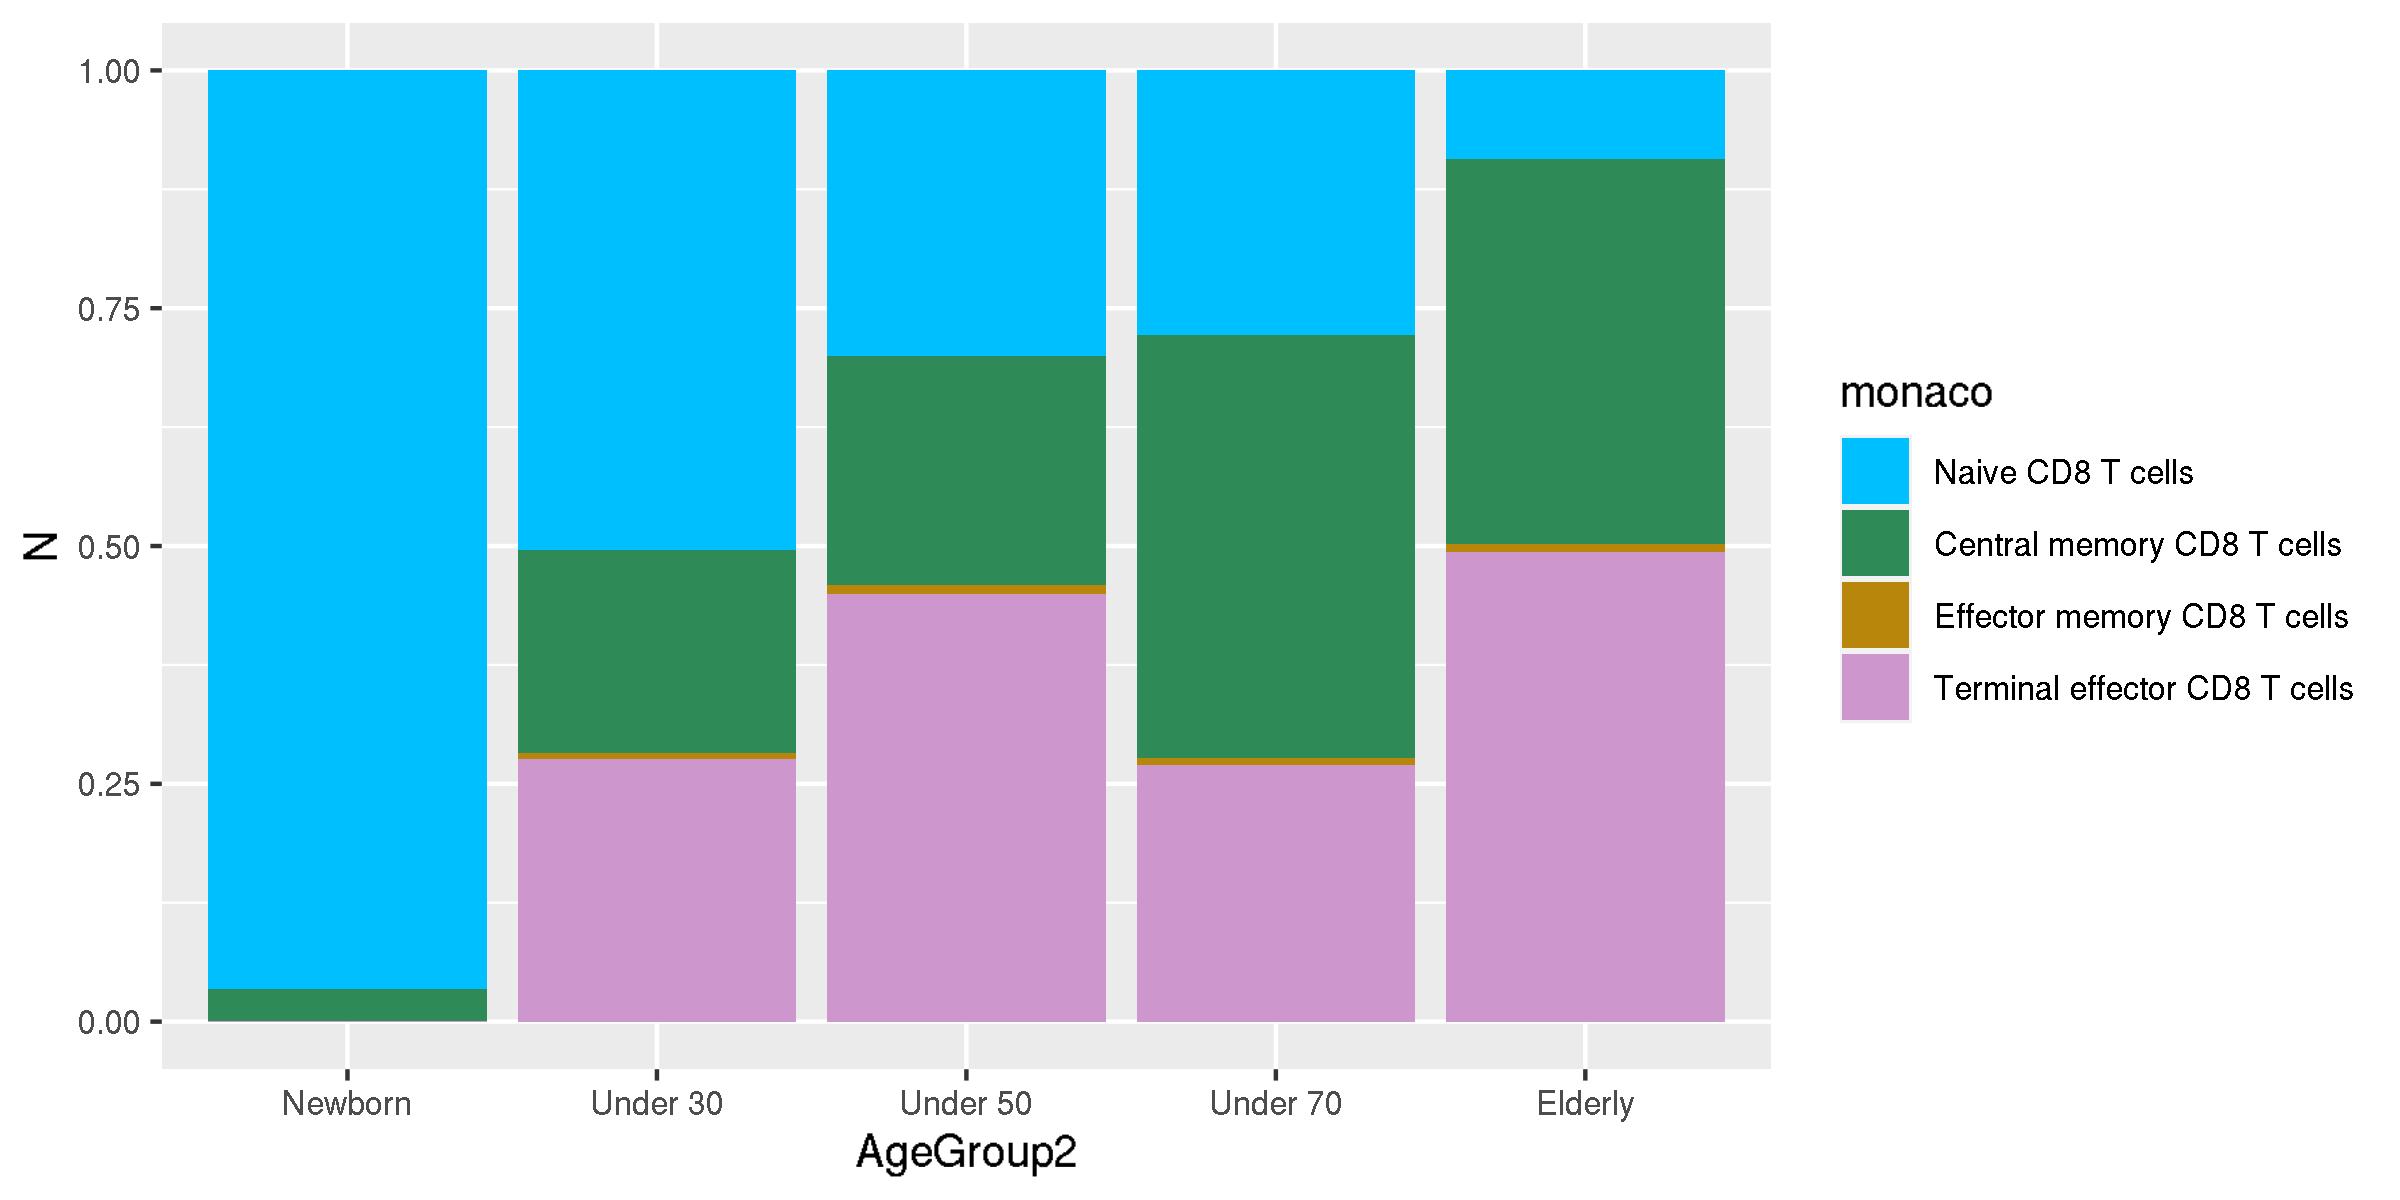 1.00
0.75
0.50
0.25
0.00
N
Newborn
Under 30
Under 50
Under 70
Elderly
AgeGroup2
monaco
Naive CD8 T cells
Central memory CD8 T cells
Effector memory CD8 T cells
Terminal effector CD8 T cells